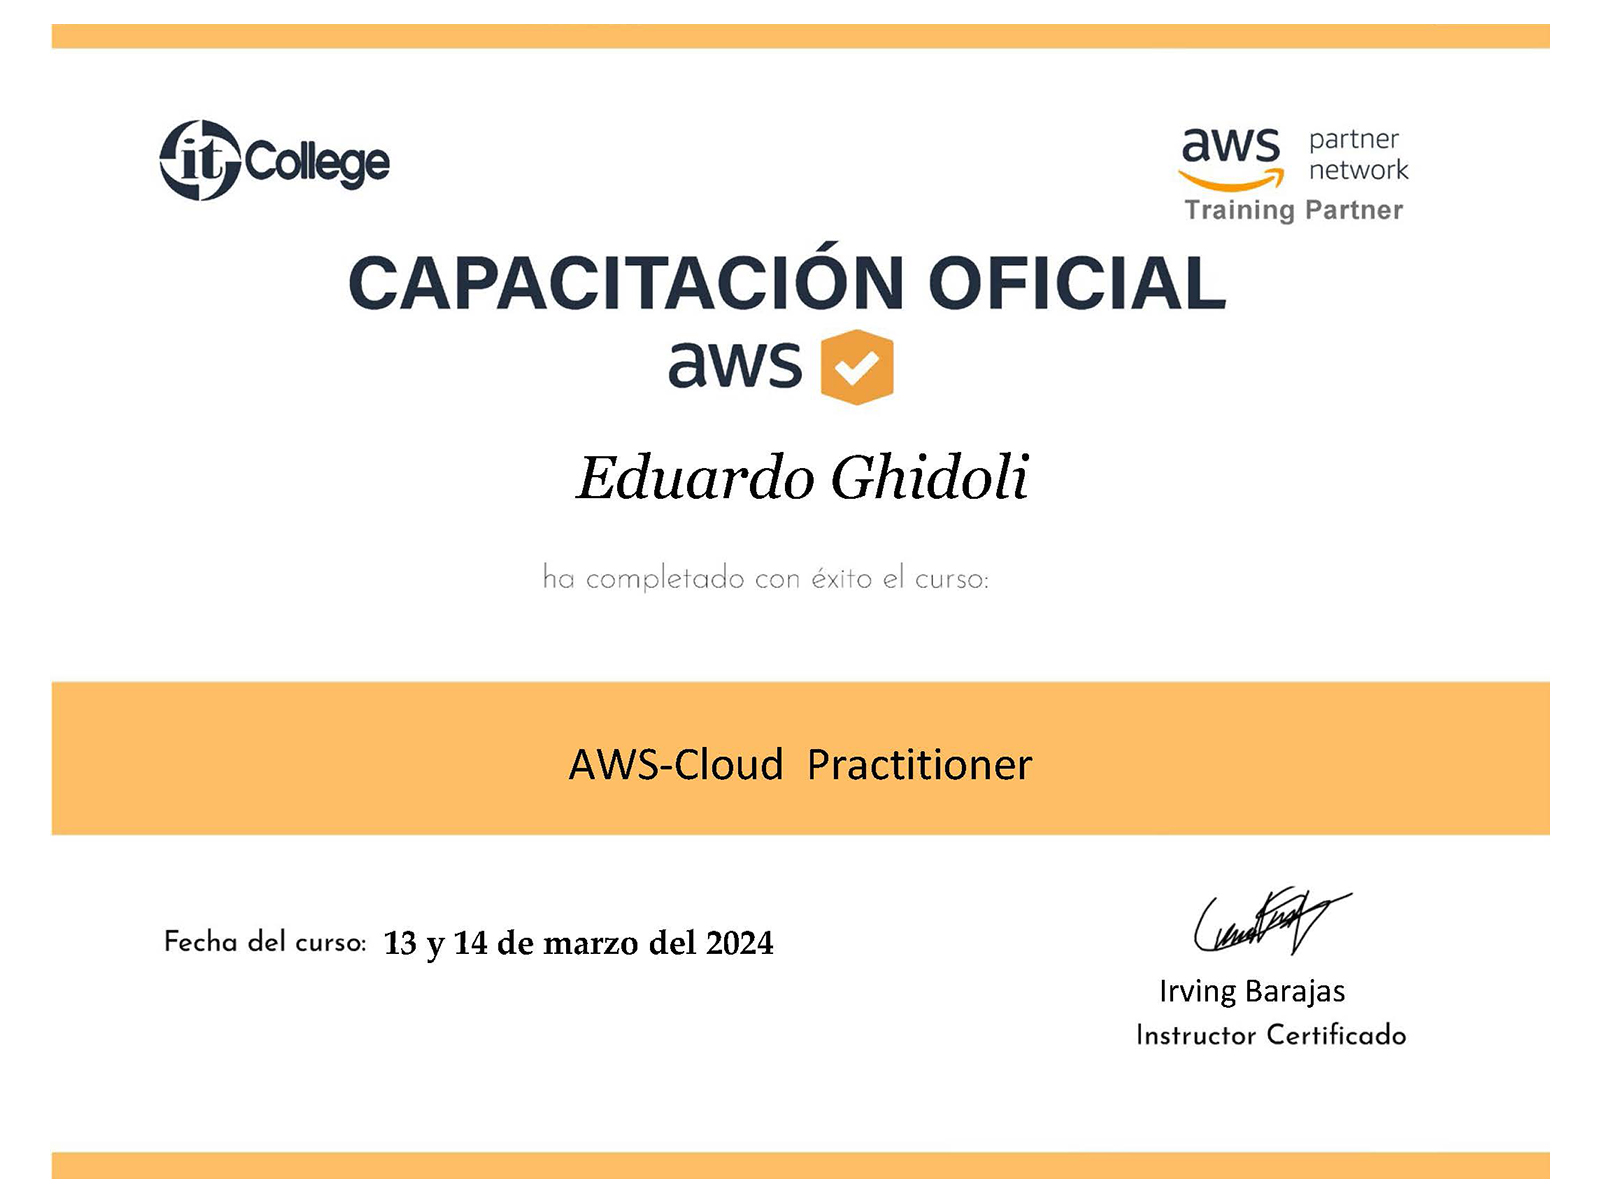 it College
aws partner network
Training Partner
CAPACITACIÓN OFICIAL
aws
Eduardo Ghidoli
ha completado con éxito el curso:
AWS-Cloud Practitioner
Fecha del curso: 13 y 14 de marzo del 2024
Irving Barajas
Instructor Certificado